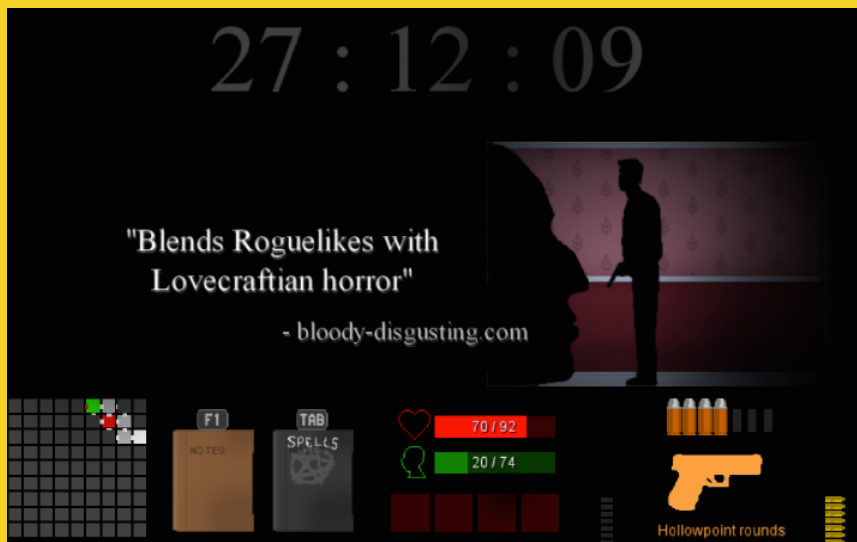 27 : 12 : 09
"Blends Roguelikes with
Lovecraftian horror"
- bloody-disgusting.com
F1
TAB
NOTES
SPELLS
70 / 92
20 / 74
Hollowpoint rounds